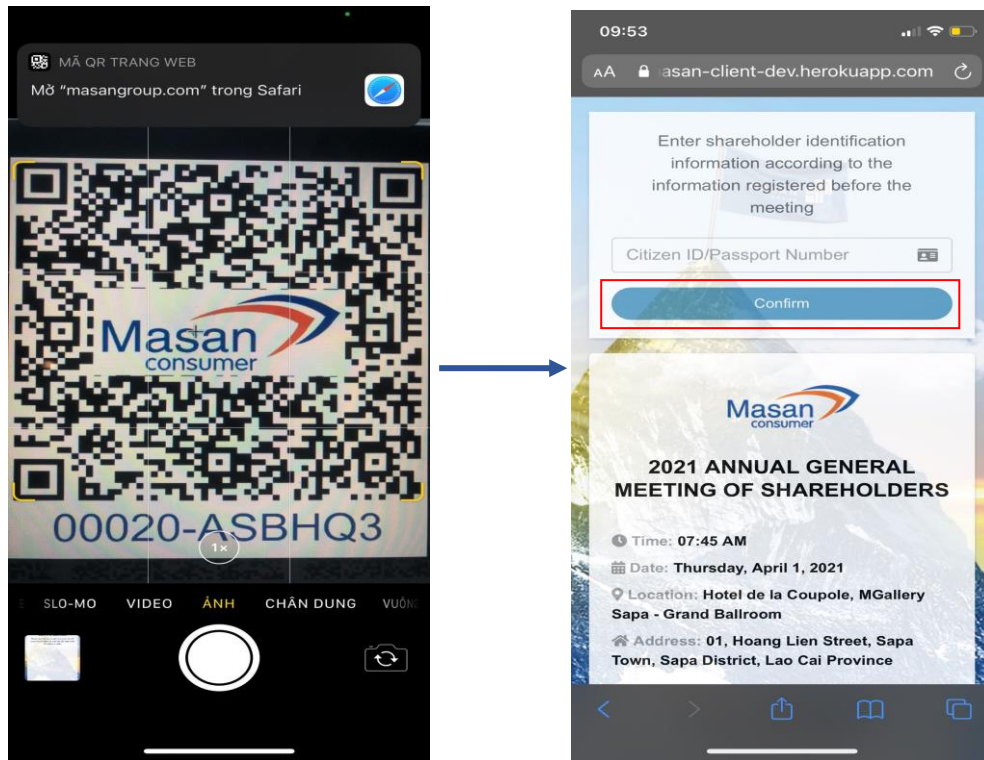 MÃ QR TRANG WEB
Mở “masangroup.com” trong Safari
Masan
consumer
00020-ASBHQ3
1×
SLO-MO VIDEO ẢNH CHÂN DUNG VUÔN
09:53
AA asan-client-dev.herokuapp.com
Enter shareholder identification
information according to the
information registered before the
meeting
Citizen ID/Passport Number
Confirm
Masan
consumer
2021 ANNUAL GENERAL
MEETING OF SHAREHOLDERS
Time: 07:45 AM
Date: Thursday, April 1, 2021
Location: Hotel de la Coupole, MGallery
Sapa - Grand Ballroom
Address: 01, Hoang Lien Street, Sapa
Town, Sapa District, Lao Cai Province